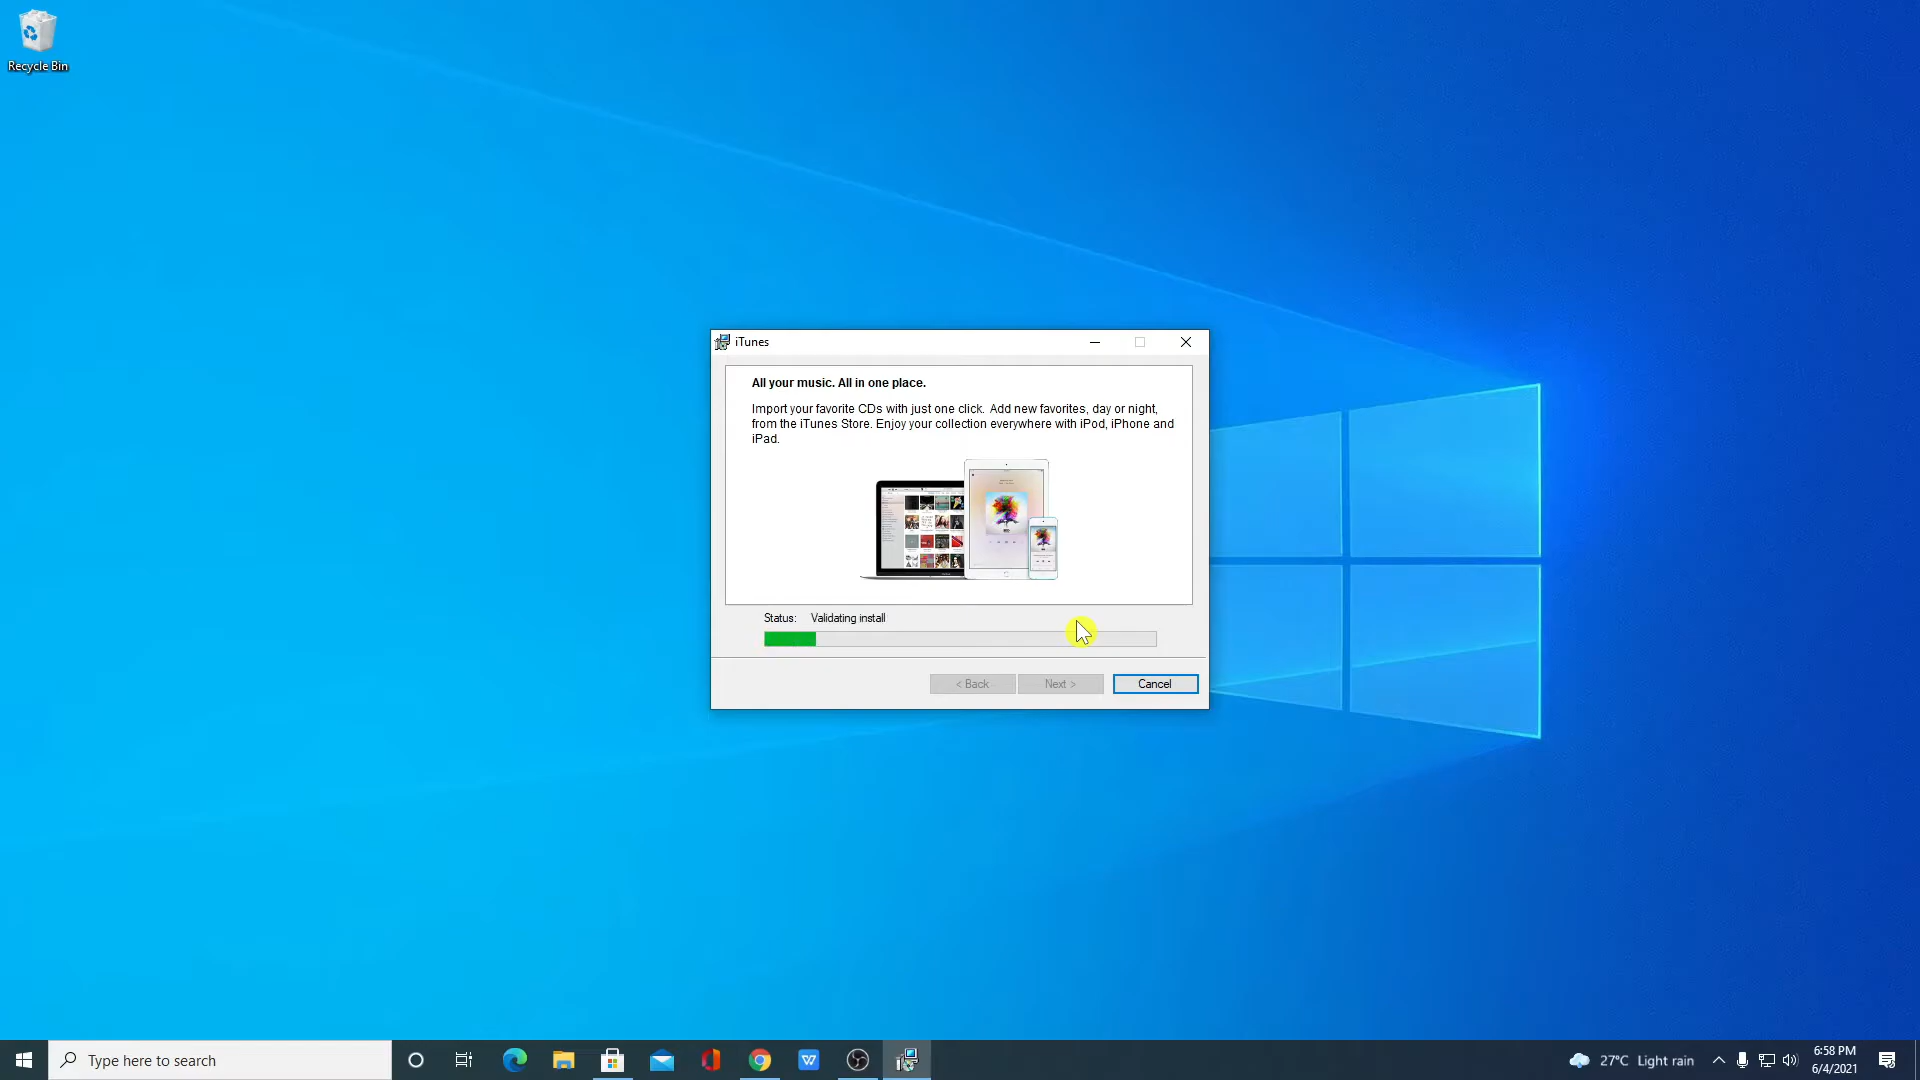 Recycle Bin
iTunes
All your music. All in one place.
Import your favorite CDs with just one click. Add new favorites, day or night,
from the iTunes Store. Enjoy your collection everywhere with iPod, iPhone and
iPad.
Status: Validating install
< Back Next > Cancel
Type here to search
27°C Light rain
6:58 PM
6/4/2021